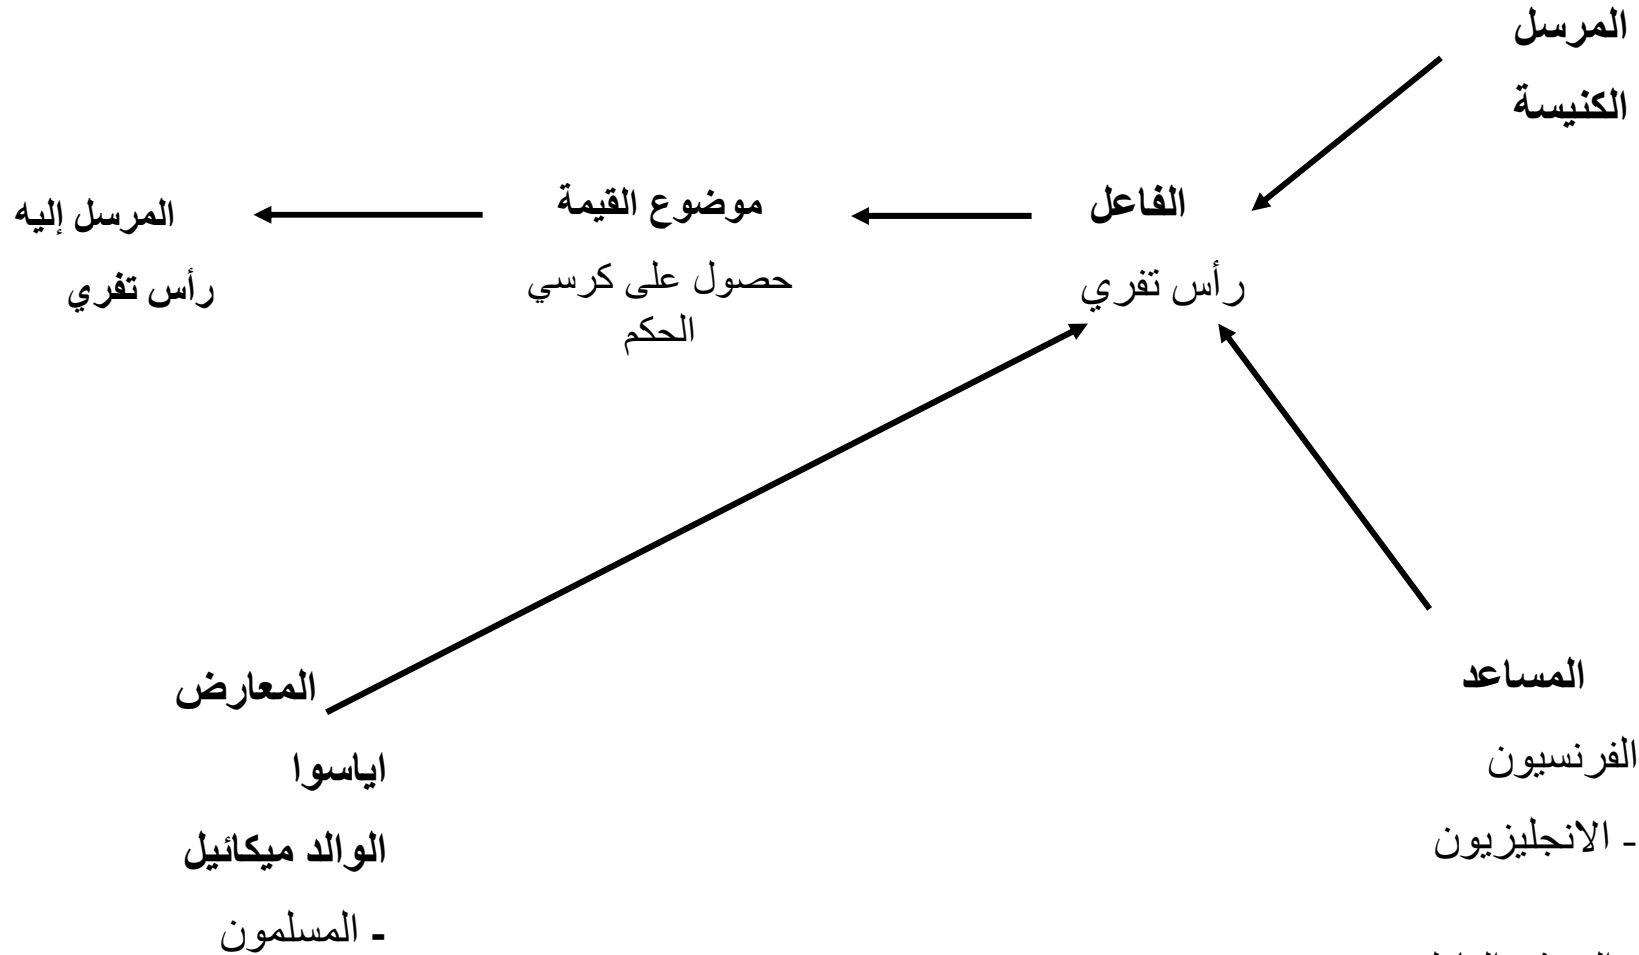 المرسل
الكنيسة
الفاعل
رأس تفري
موضوع القيمة
حصول على كرسي
الحكم
المرسل إليه
رأس تفري
المساعد
الفرنسيون
- الانجليزيون
المعارض
اياسوا
الوالد ميكائيل
- المسلمون